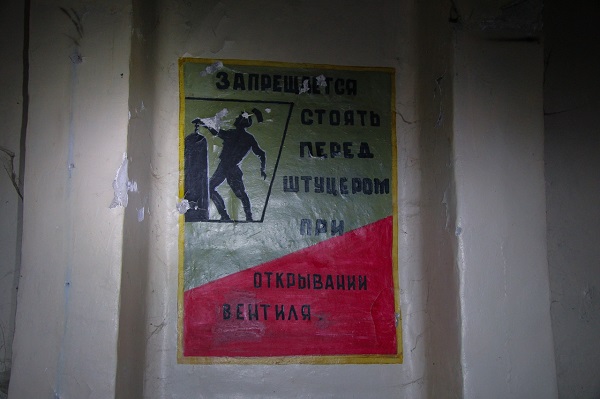 ЗАПРЕЩАЕТСЯ
СТОЯТЬ
ПЕРЕД
ШТУЦЕРОМ
ПРИ
ОТКРЫВАНИИ
ВЕНТИЛЯ.